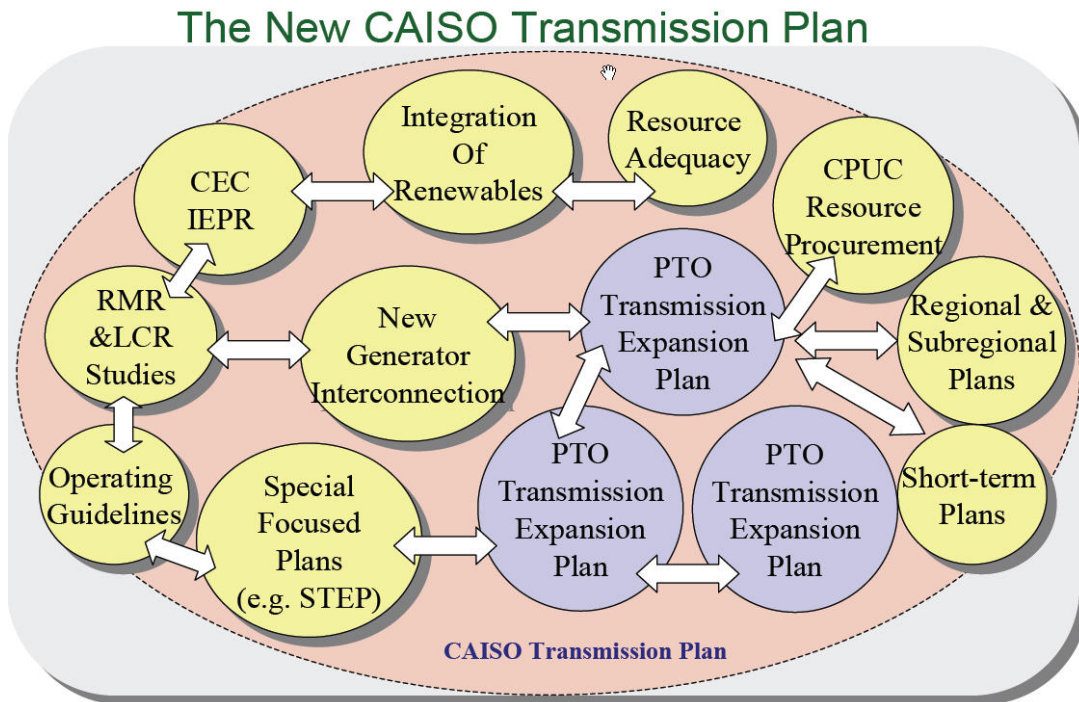 The New CAISO Transmission Plan
Integration
Of
Renewables
Resource
Adequacy
CEC
IEPR
CPUC
Resource
Procurement
RMR
&LCR
Studies
New
Generator
Interconnection
PTO
Transmission
Expansion
Plan
Regional &
Subregional
Plans
Operating
Guidelines
Special
Focused
Plans
(e.g. STEP)
PTO
Transmission
Expansion
Plan
PTO
Transmission
Expansion
Plan
Short-term
Plans
CAISO Transmission Plan